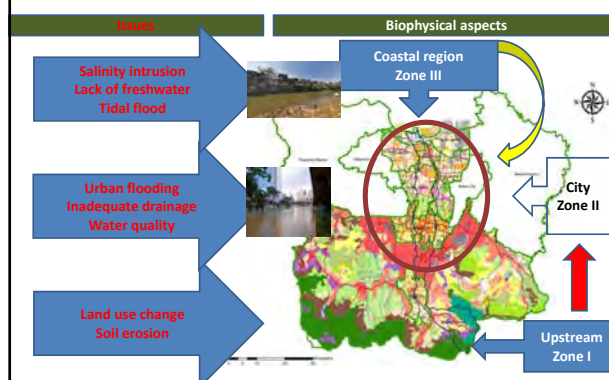 Issues
Biophysical aspects
Salinity intrusion
Lack of freshwater
Tidal flood
Coastal region
Zone III
Urban flooding
Inadequate drainage
Water quality
City
Zone II
Land use change
Soil erosion
Upstream
Zone I